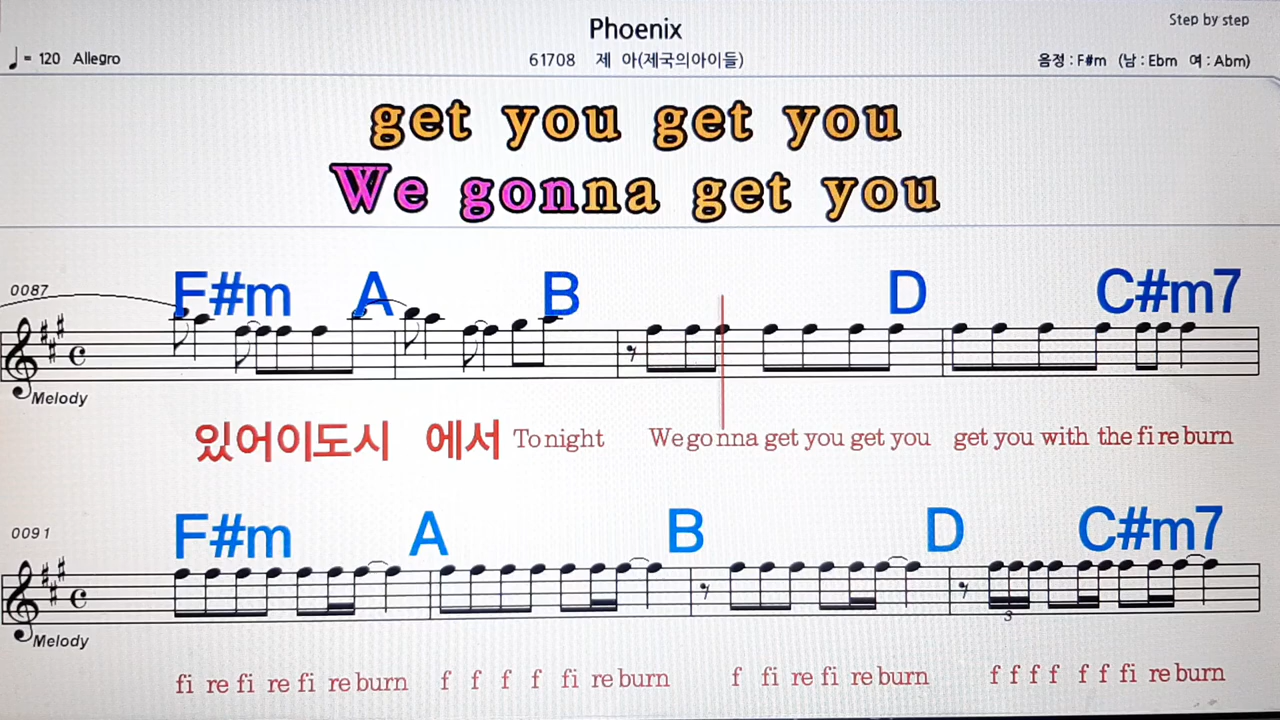 Phoenix
Step by step
♩ = 120 Allegro
61708 제 아(제국의아이들)
음정 : F#m (남 : Ebm 여 : Abm)
get you get you
We gonna get you
0087
F#m A B D C#m7
Melody
있어이도시 에서 Tonight We gonna get you get you get you with the fi re burn
0091
F#m A B D C#m7
3
Melody
fi re fi re fi re burn f f f f fi re burn f fi re fi re burn f f f f f f fi re burn